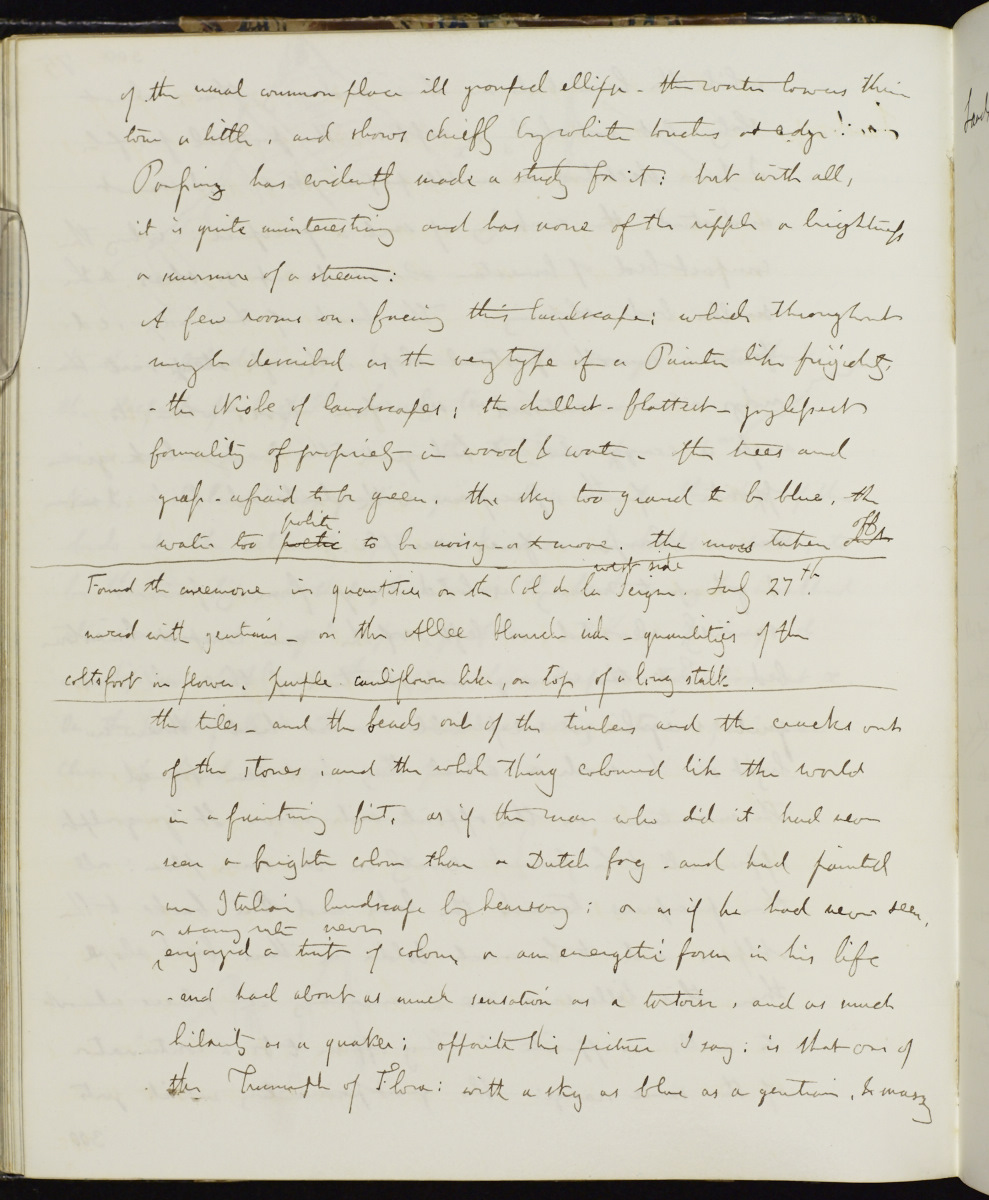 of the usual common place ill grouped ellipse - the water lowers their
tone a little, and shows chiefly by white touches at edge:
Poussing has evidently made a study for it: but with all,
it is quite uninteresting and has none of the ripple or brightness
or murmur of a stream:
A few rooms on. facing this landscape; which throughout
might be described as the very type of a Painter like frigidity,
- the Niobe of landscapes; the dullest - flattest -
formality of propriety in wood & water - the trees and
grass - afraid to be green. the sky too grand to be blue, the
polite
water too poetic to be noisy - or to move. the moss taken
west side
Found the anemone in quantities on the Col de la Seigne. July 27th.
mixed with gentians - on the Allee blanche side - quantities of the
coltsfoot in flower. purple cauliflower like, on top of a long stalk.
the tiles - and the beads out of the timbers and the cracks out
of the stones; and the whole thing coloured like the world
in a fainting fit, as if the man who did it had never
seen a brighter colour than a Dutch fog - and had painted
an Italian landscape by hearsay; or as if he had never seen,
or at any rate never
enjoyed a tint of colour, or an energetic form in his life
- and had about as much sensation as a tortoise, and as much
hilarity as a quaker; opposite this picture I say: is that one of
the Triumph of Flora: with a sky as blue as a gentian, & massy